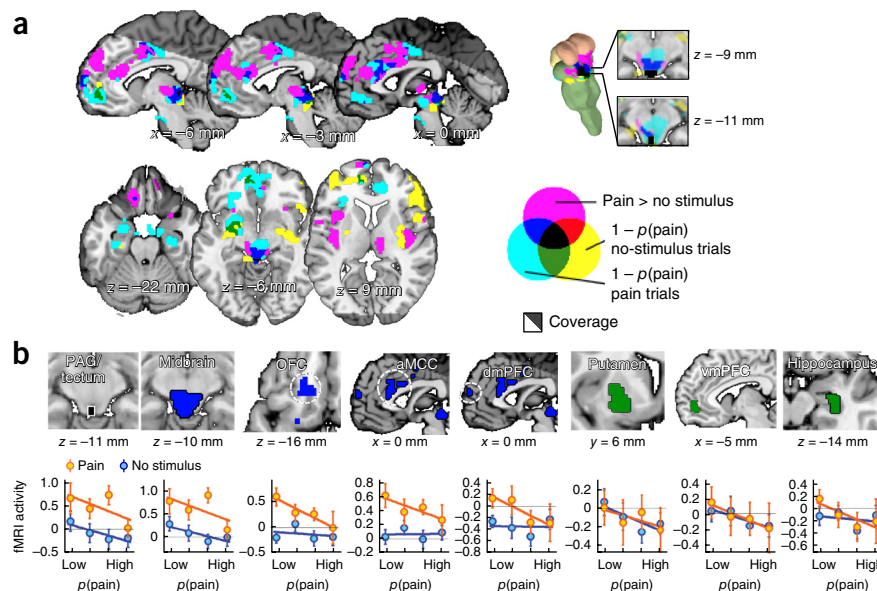 a
x = −6 mm
x = −3 mm
x = 0 mm
z = −9 mm
z = −11 mm
z = −22 mm
z = −6 mm
z = 9 mm
Pain > no stimulus
1 − p(pain)
no-stimulus trials
1 − p(pain)
pain trials
Coverage
b
PAG/
tectum
Midbrain
OFC
aMCC
dmPFC
Putamen
vmPFC
Hippocampus
z = −11 mm
z = −10 mm
z = −16 mm
x = 0 mm
x = 0 mm
y = 6 mm
x = −5 mm
z = −14 mm
Pain
No stimulus
fMRI activity
1.0
0.5
0
−0.5
1.0
0.5
0
0.5
0
−0.5
0.8
0.6
0.4
0.2
0
−0.2
−0.4
0.4
0.2
0
−0.2
−0.4
−0.6
−0.8
0.2
0
−0.2
−0.4
0.4
0.2
0
−0.2
−0.4
0.4
0.2
0
−0.2
−0.4
−0.6
Low High
Low High
Low High
Low High
Low High
Low High
Low High
Low High
p(pain)
p(pain)
p(pain)
p(pain)
p(pain)
p(pain)
p(pain)
p(pain)